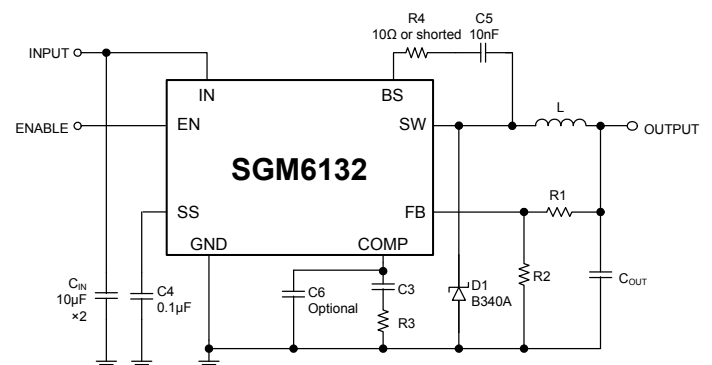 R4
10Ω or shorted
C5
10nF
INPUT
IN
BS
L
ENABLE
EN
SW
OUTPUT
SGM6132
R1
SS
FB
GND
COMP
CIN
10µF
×2
C4
0.1µF
C6
Optional
C3
R3
D1
B340A
R2
COUT